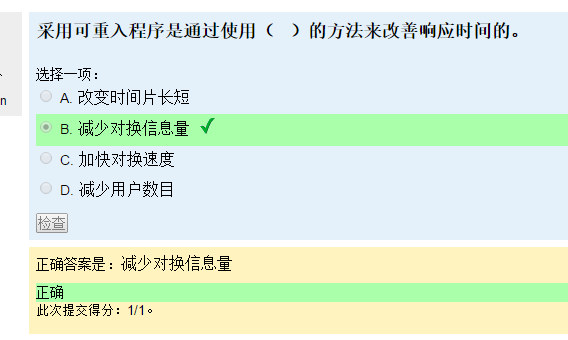 采用可重入程序是通过使用（ ）的方法来改善响应时间的。
选择一项：
A. 改变时间片长短
B. 减少对换信息量
C. 加快对换速度
D. 减少用户数目
n
检查
正确答案是：减少对换信息量
正确
此次提交得分：1/1。